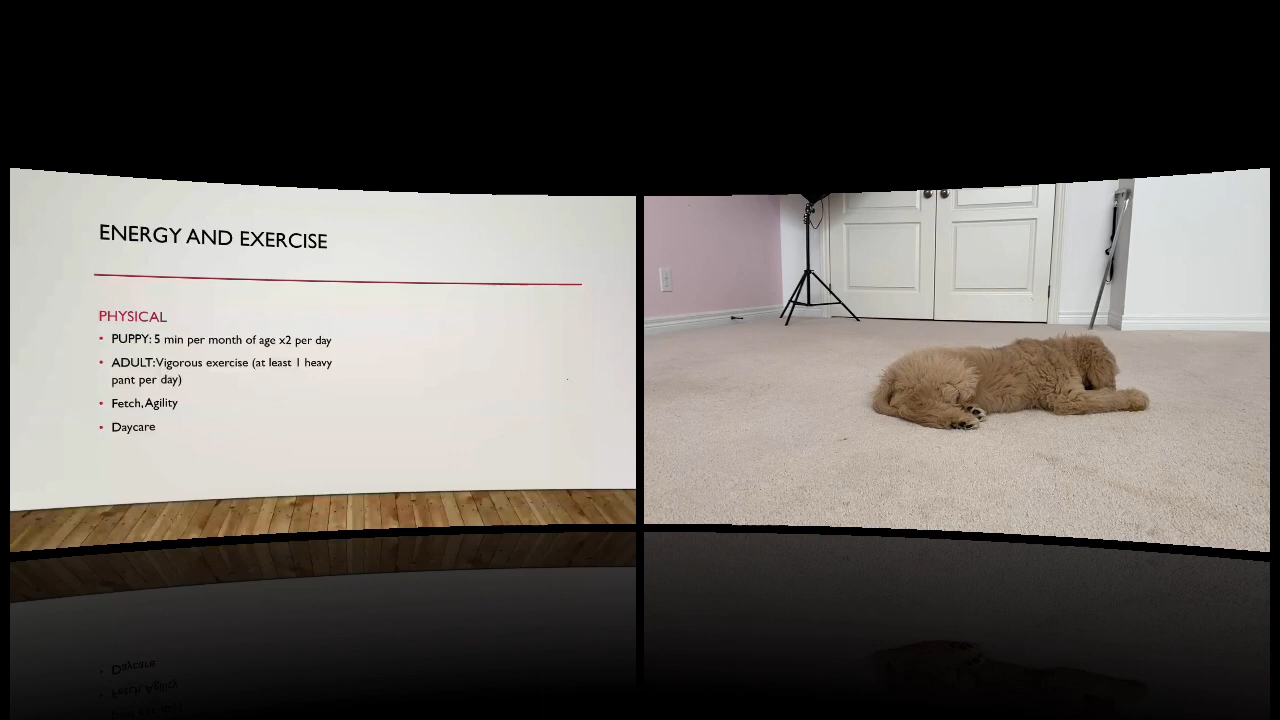 ENERGY AND EXERCISE
PHYSICAL
• PUPPY: 5 min per month of age x2 per day
• ADULT:Vigorous exercise (at least 1 heavy
pant per day)
• Fetch, Agility
• Daycare